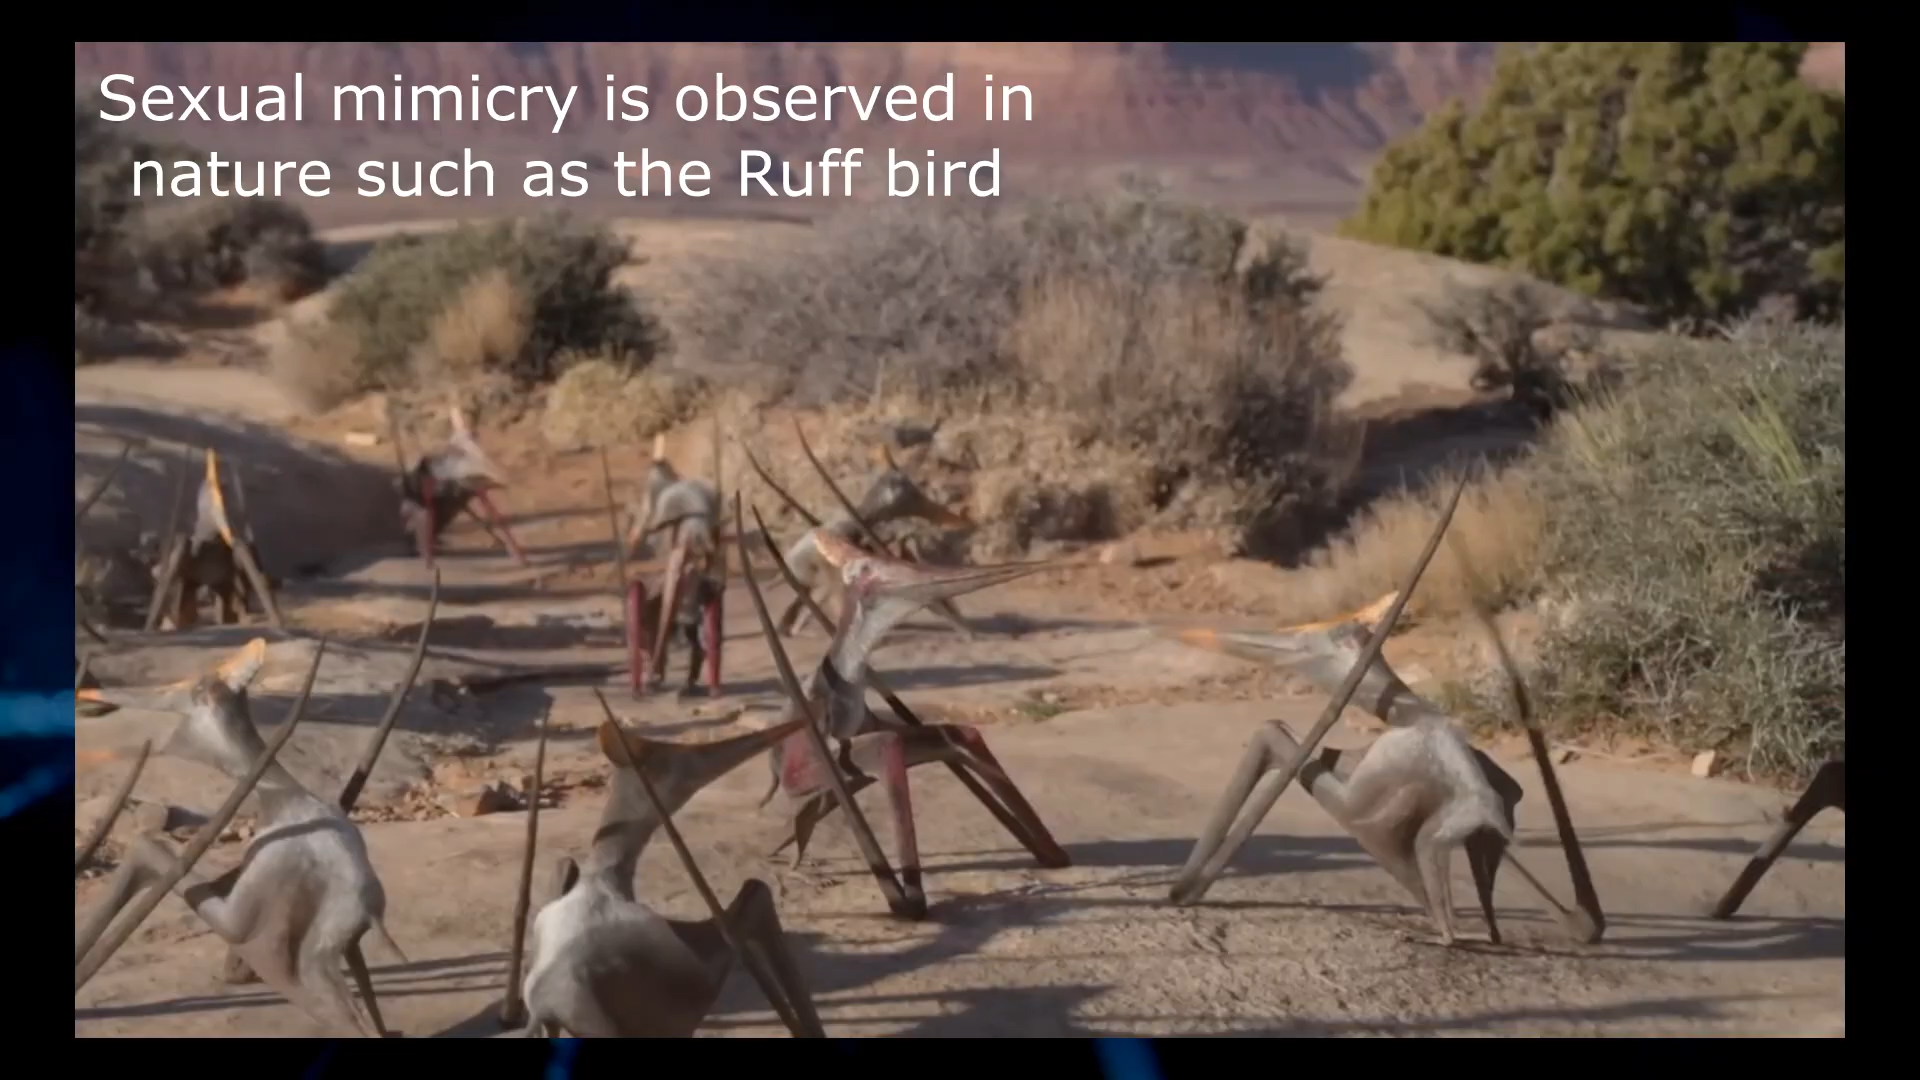 Sexual mimicry is observed in
nature such as the Ruff bird